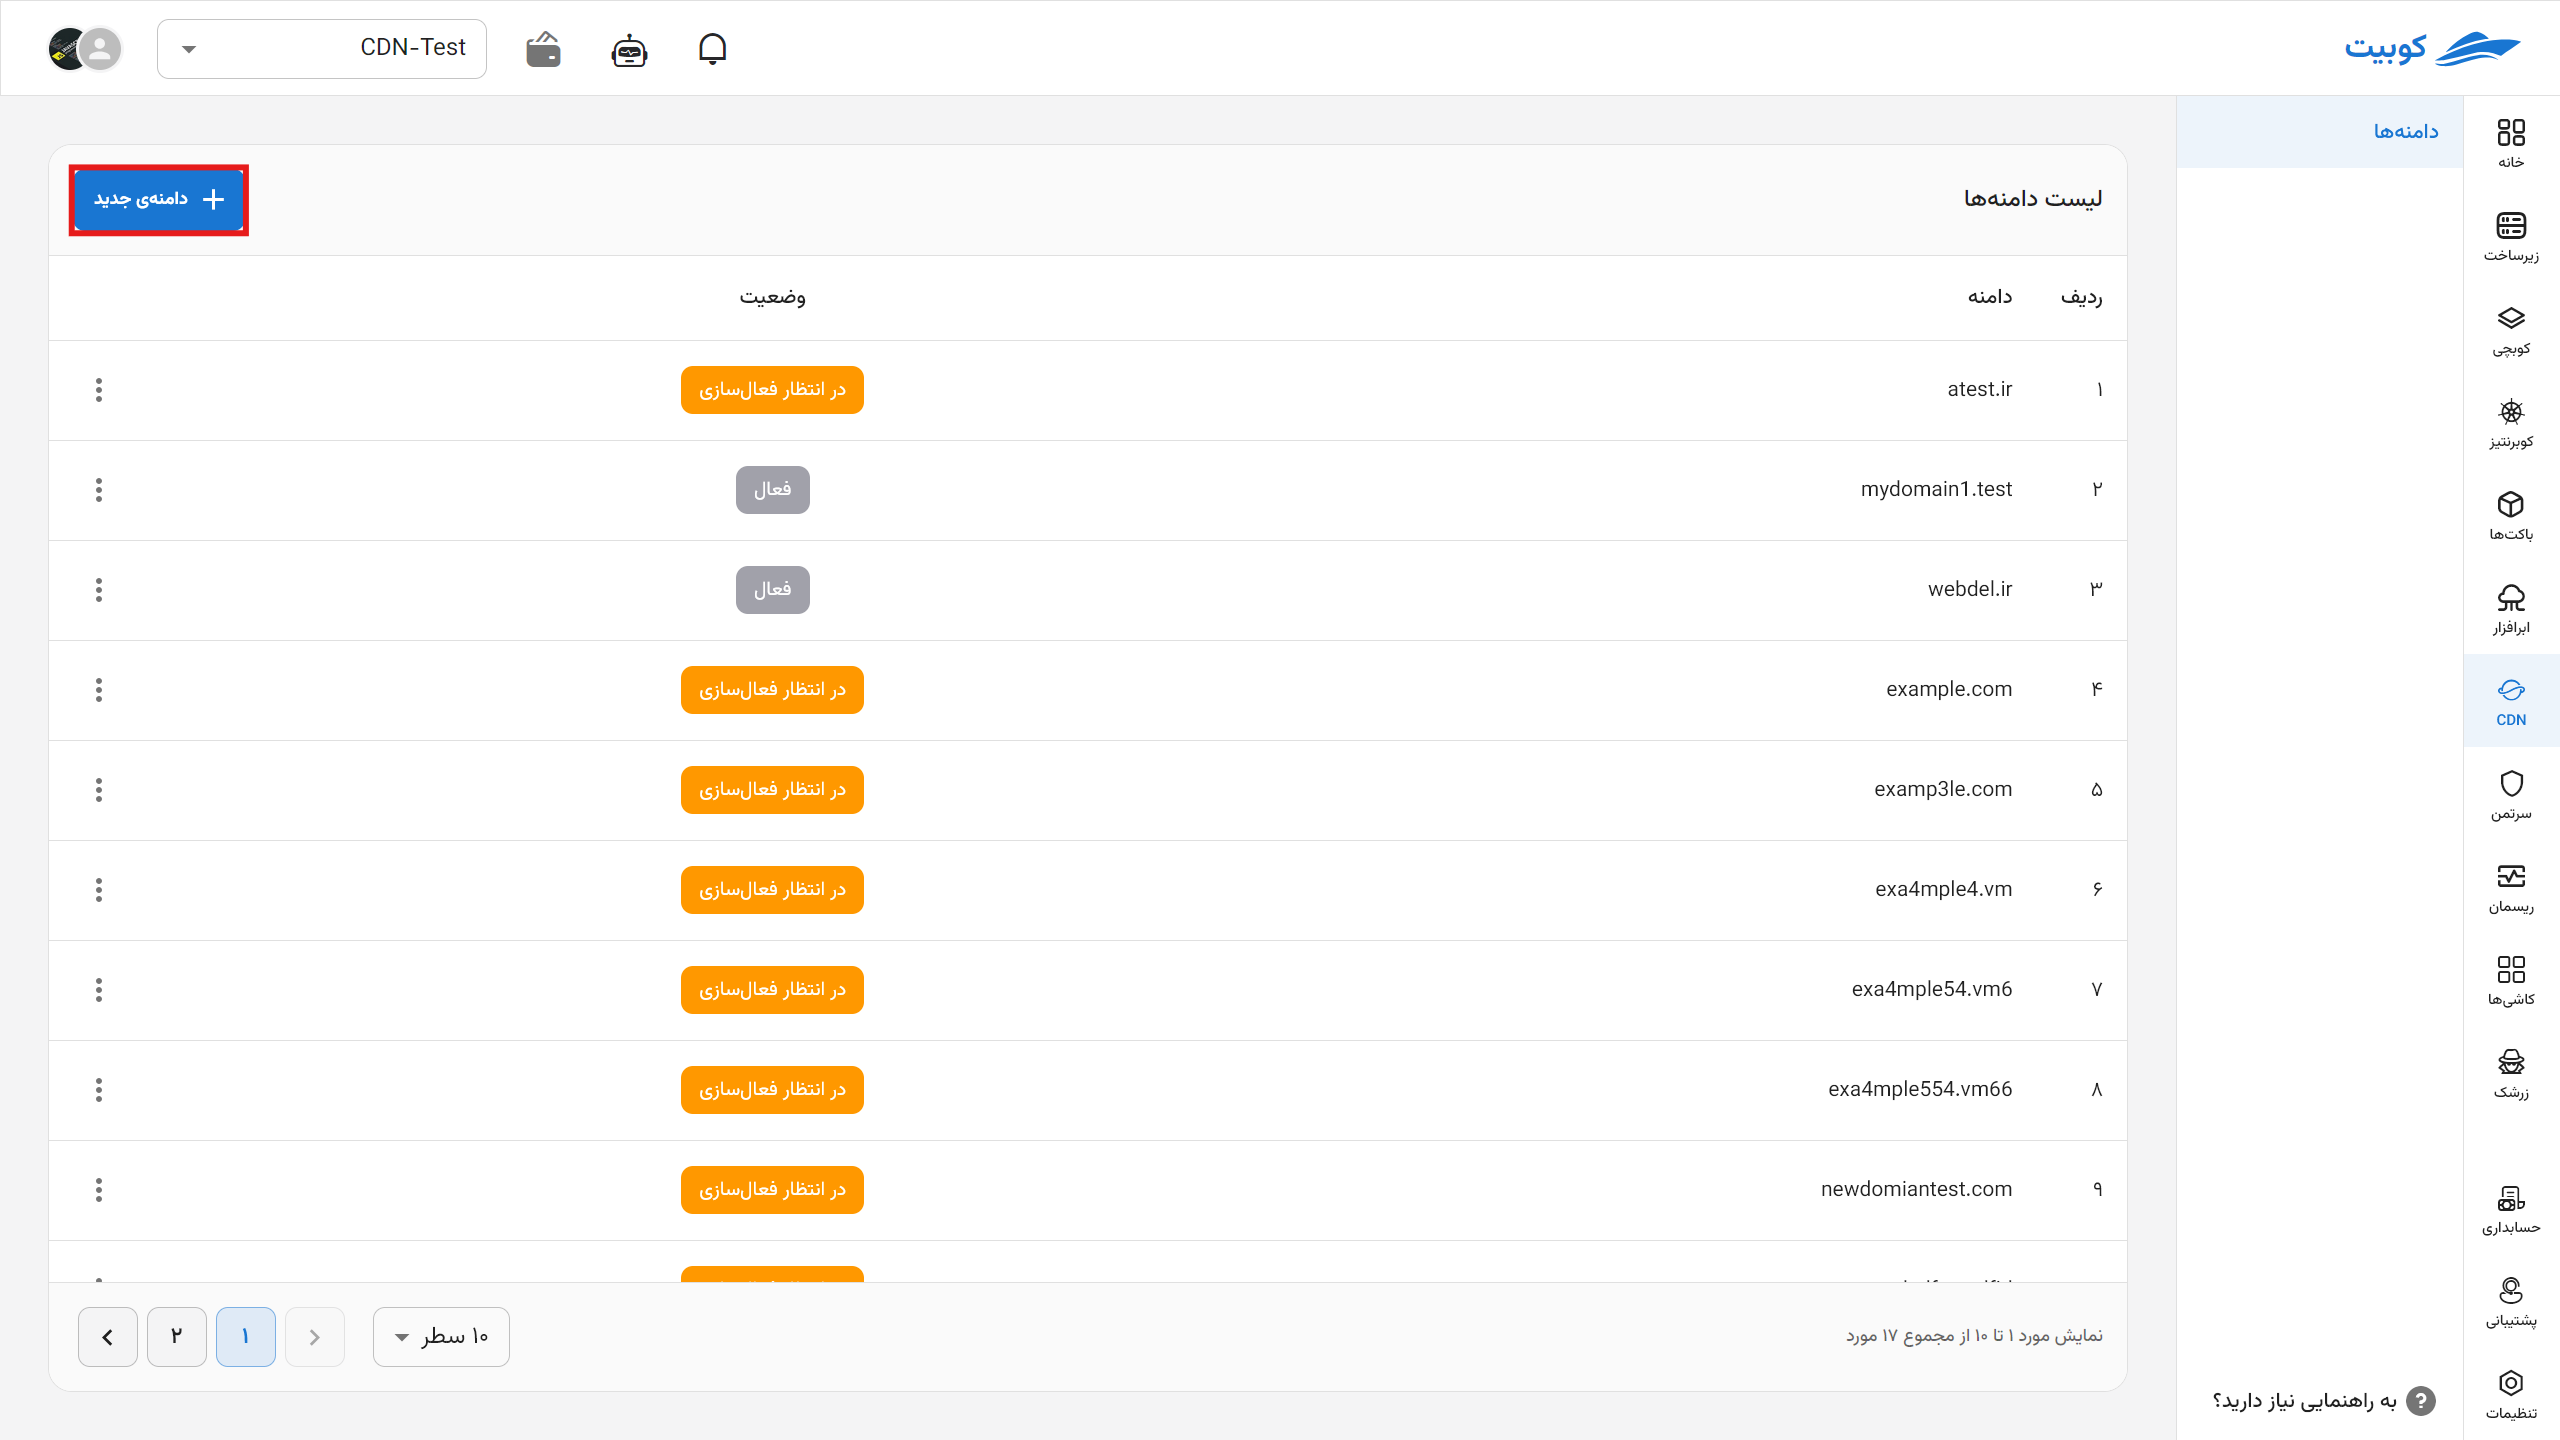 کوبیت
CDN-Test
خانه
زیرساخت
کوبچی
کوبرنتیز
باکت‌ها
ابرافزار
CDN
سرتمن
ریسمان
کاشی‌ها
زرشک
حسابداری
پشتیبانی
تنظیمات
دامنه‌ها
به راهنمایی نیاز دارید؟
لیست دامنه‌ها
دامنه‌ی جدید
ردیف دامنه وضعیت
۱ atest.ir در انتظار فعال‌سازی
۲ mydomain1.test فعال
۳ webdel.ir فعال
۴ example.com در انتظار فعال‌سازی
۵ examp3le.com در انتظار فعال‌سازی
۶ exa4mple4.vm در انتظار فعال‌سازی
۷ exa4mple54.vm6 در انتظار فعال‌سازی
۸ exa4mple554.vm66 در انتظار فعال‌سازی
۹ newdomiantest.com در انتظار فعال‌سازی
نمایش مورد ۱ تا ۱۰ از مجموع ۱۷ مورد
۱۰ سطر
۱
۲